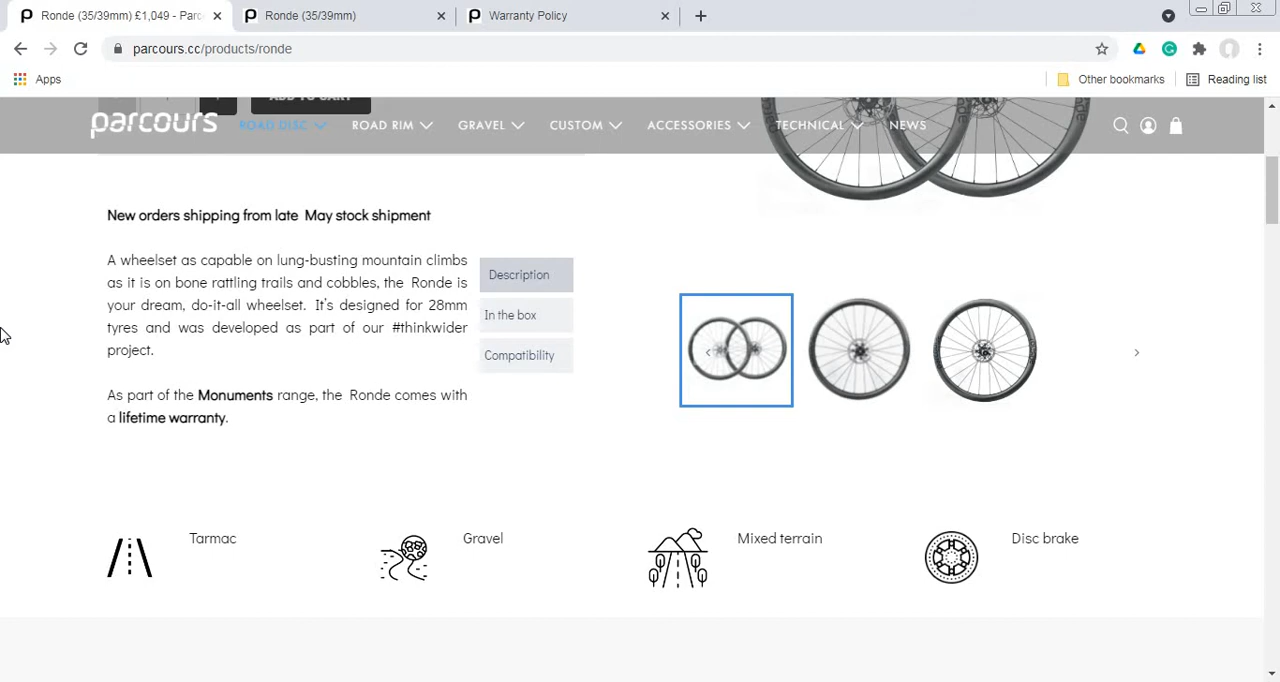 Ronde (35/39mm) £1,049 - Parc
Ronde (35/39mm)
Warranty Policy
parcours.cc/products/ronde
Apps
Other bookmarks
Reading list
ADD TO CART
parcours
ROAD DISC
ROAD RIM
GRAVEL
CUSTOM
ACCESSORIES
TECHNICAL
NEWS
New orders shipping from late May stock shipment
A wheelset as capable on lung-busting mountain climbs
as it is on bone rattling trails and cobbles, the Ronde is
your dream, do-it-all wheelset. It's designed for 28mm
tyres and was developed as part of our #thinkwider
project.
As part of the Monuments range, the Ronde comes with
a lifetime warranty.
Description
In the box
Compatibility
Tarmac
Gravel
Mixed terrain
Disc brake